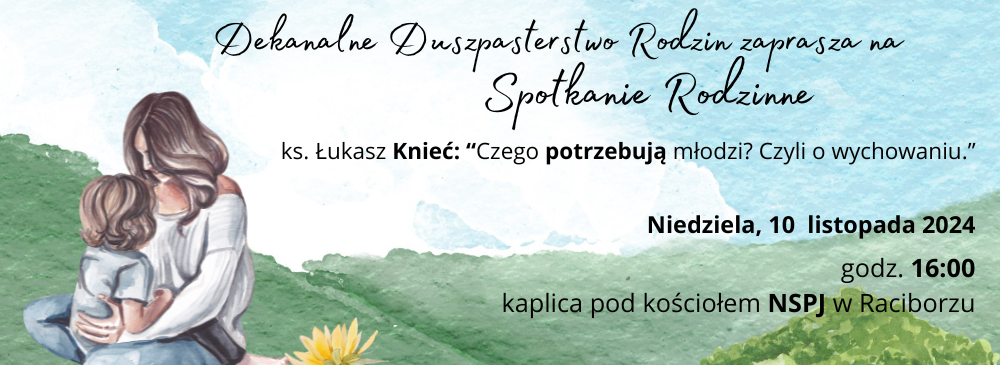 Dekanalne Duszpasterstwo Rodzin zaprasza na
Spotkanie Rodzinne
ks. Łukasz Knieć: “Czego potrzebują młodzi? Czyli o wychowaniu.”
Niedziela, 10 listopada 2024
godz. 16:00
kaplica pod kościołem NSPJ w Raciborzu